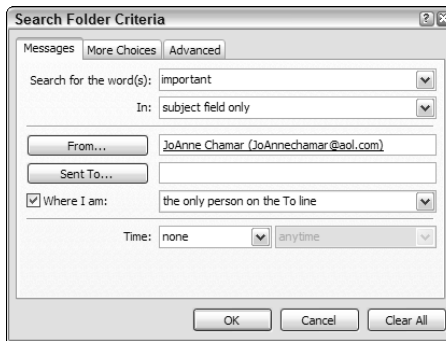 Search Folder Criteria
Messages More Choices Advanced
Search for the word(s): important
In: subject field only
From... JoAnne Chamar (JoAnnechamar@aol.com)
Sent To...
Where I am: the only person on the To line
Time: none anytime
OK Cancel Clear All